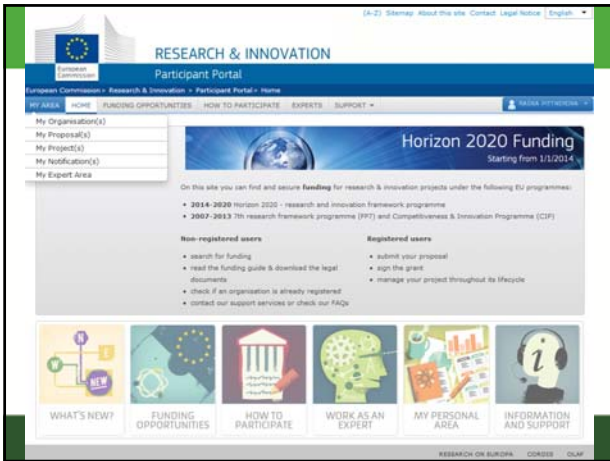 (A-Z) Sitemap About this site Contact Legal Notice English
European
Commission
RESEARCH & INNOVATION
Participant Portal
European Commission > Research & Innovation > Participant Portal > Home
MY AREA HOME FUNDING OPPORTUNITIES HOW TO PARTICIPATE EXPERTS SUPPORT
My Organisation(s)
My Proposal(s)
My Project(s)
My Notification(s)
My Expert Area
Horizon 2020 Funding
Starting from 1/1/2014
On this site you can find and secure funding for research & innovation projects under the following EU programmes:
• 2014-2020 Horizon 2020 - research and innovation framework programme
• 2007-2013 7th research framework programme (FP7) and Competitiveness & Innovation Programme (CIP)
Non-registered users
• search for funding
• read the funding guide & download the legal
documents
• check if an organisation is already registered
• contact our support services or check our FAQs
Registered users
• submit your proposal
• sign the grant
• manage your project throughout its lifecycle
N
E
W
NEW
i
WHAT'S NEW?
FUNDING
OPPORTUNITIES
HOW TO
PARTICIPATE
WORK AS AN
EXPERT
MY PERSONAL
AREA
INFORMATION
AND SUPPORT
RESEARCH ON EUROPA CORDIS OLAF